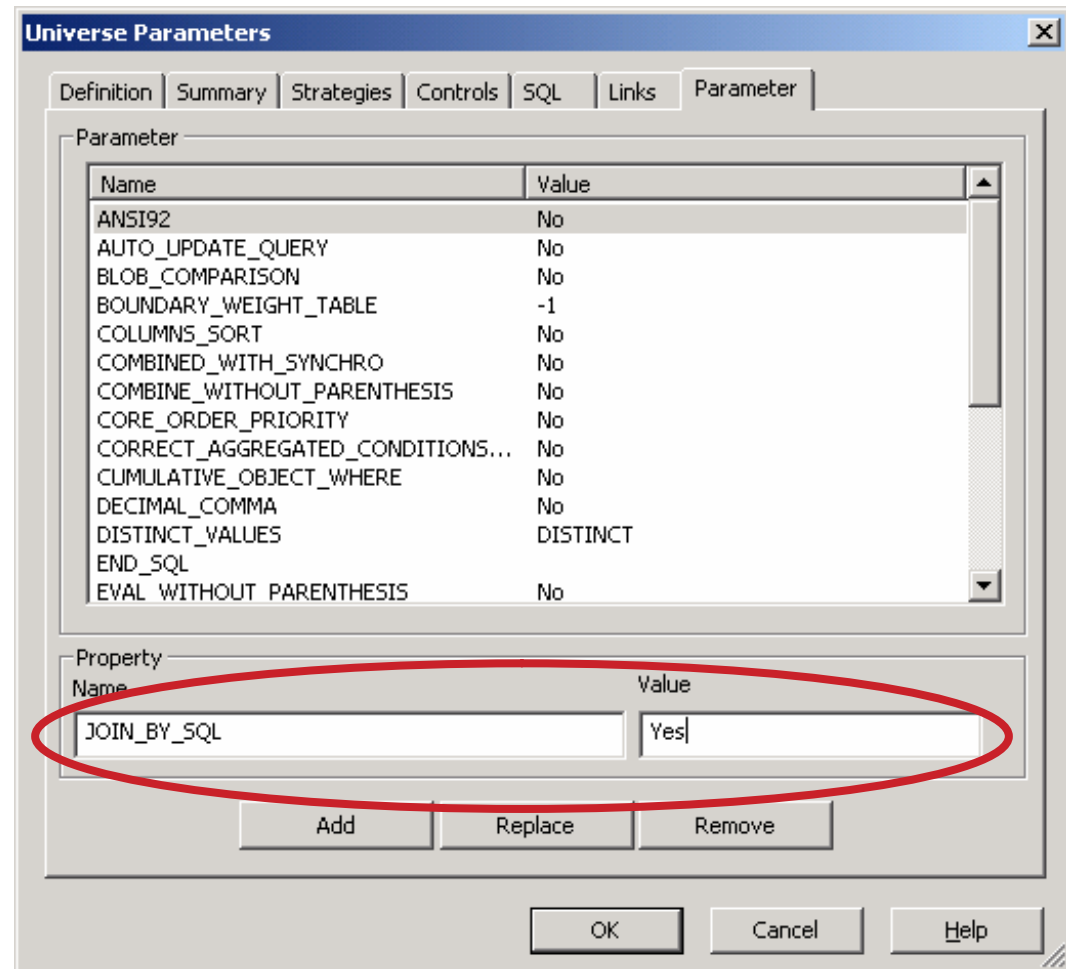 Universe Parameters
Definition Summary Strategies Controls SQL Links Parameter
Parameter
Name Value
ANSI92 No
AUTO_UPDATE_QUERY No
BLOB_COMPARISON No
BOUNDARY_WEIGHT_TABLE -1
COLUMNS_SORT No
COMBINED_WITH_SYNCHRO No
COMBINE_WITHOUT_PARENTHESIS No
CORE_ORDER_PRIORITY No
CORRECT_AGGREGATED_CONDITIONS... No
CUMULATIVE_OBJECT_WHERE No
DECIMAL_COMMA No
DISTINCT_VALUES DISTINCT
END_SQL
EVAL_WITHOUT_PARENTHESIS No
Property
Name Value
JOIN_BY_SQL Yes
Add Replace Remove
OK Cancel Help